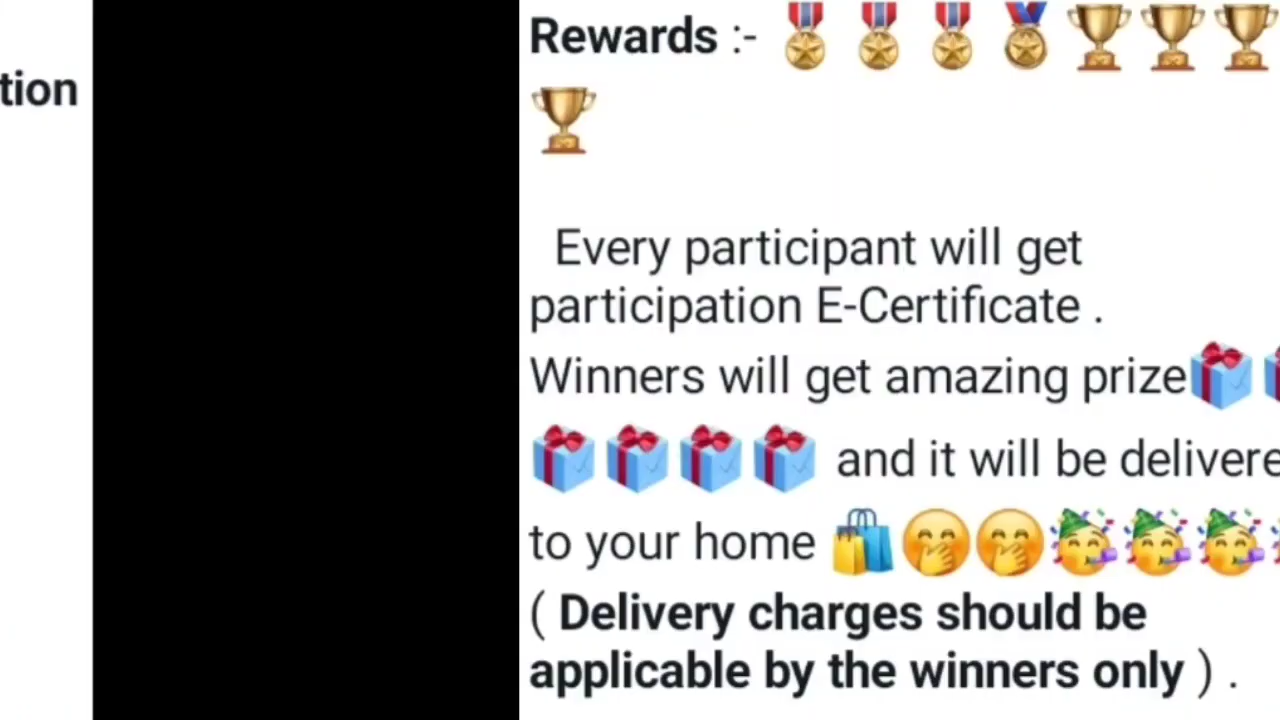 tion
Rewards :- 🎖🎖🎖🏅🏆🏆🏆
🏆
Every participant will get
participation E-Certificate .
Winners will get amazing prize🎁🎁
🎁🎁🎁🎁 and it will be delivere
to your home 🛍🤭🤭🥳🥳🥳
( Delivery charges should be
applicable by the winners only ) .